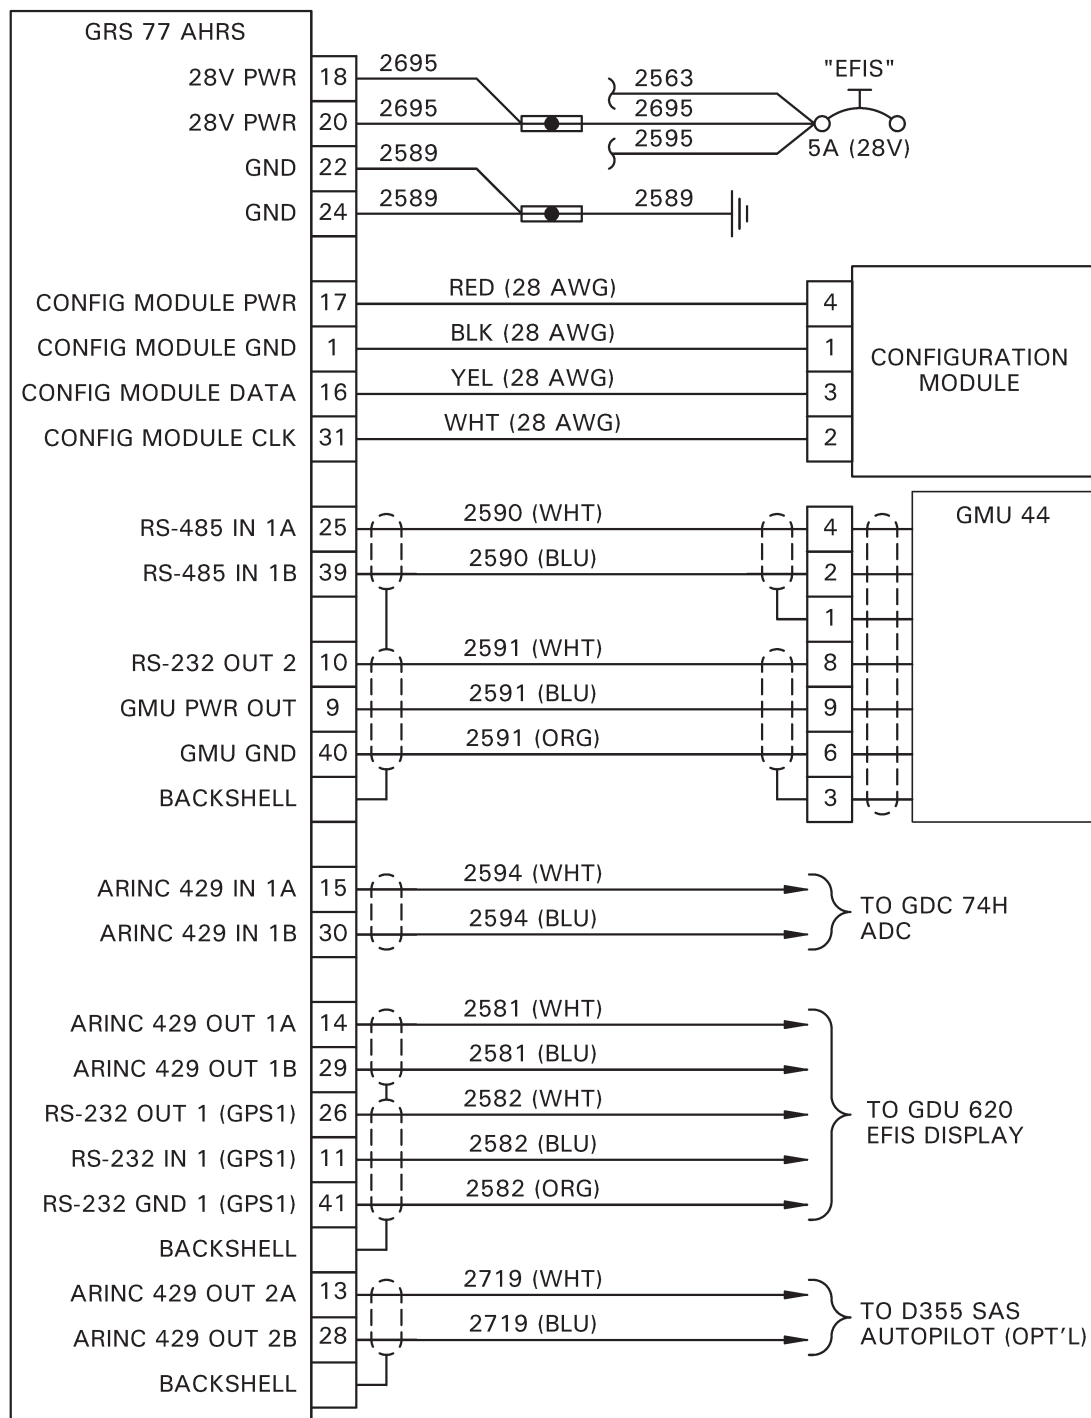 GRS 77 AHRS
28V PWR 18 2695 2563 "EFIS"
28V PWR 20 2695 2695
2595 5A (28V)
GND 22 2589
GND 24 2589 2589
CONFIG MODULE PWR 17 RED (28 AWG) 4
CONFIG MODULE GND 1 BLK (28 AWG) 1
CONFIGURATION
MODULE
CONFIG MODULE DATA 16 YEL (28 AWG) 3
CONFIG MODULE CLK 31 WHT (28 AWG) 2
GMU 44
RS-485 IN 1A 25 2590 (WHT) 4
RS-485 IN 1B 39 2590 (BLU) 2
1
RS-232 OUT 2 10 2591 (WHT) 8
GMU PWR OUT 9 2591 (BLU) 9
GMU GND 40 2591 (ORG) 6
BACKSHELL 3
ARINC 429 IN 1A 15 2594 (WHT)
ARINC 429 IN 1B 30 2594 (BLU)
TO GDC 74H
ADC
ARINC 429 OUT 1A 14 2581 (WHT)
ARINC 429 OUT 1B 29 2581 (BLU)
RS-232 OUT 1 (GPS1) 26 2582 (WHT)
RS-232 IN 1 (GPS1) 11 2582 (BLU)
RS-232 GND 1 (GPS1) 41 2582 (ORG)
TO GDU 620
EFIS DISPLAY
BACKSHELL
ARINC 429 OUT 2A 13 2719 (WHT)
ARINC 429 OUT 2B 28 2719 (BLU)
TO D355 SAS
AUTOPILOT (OPT'L)
BACKSHELL